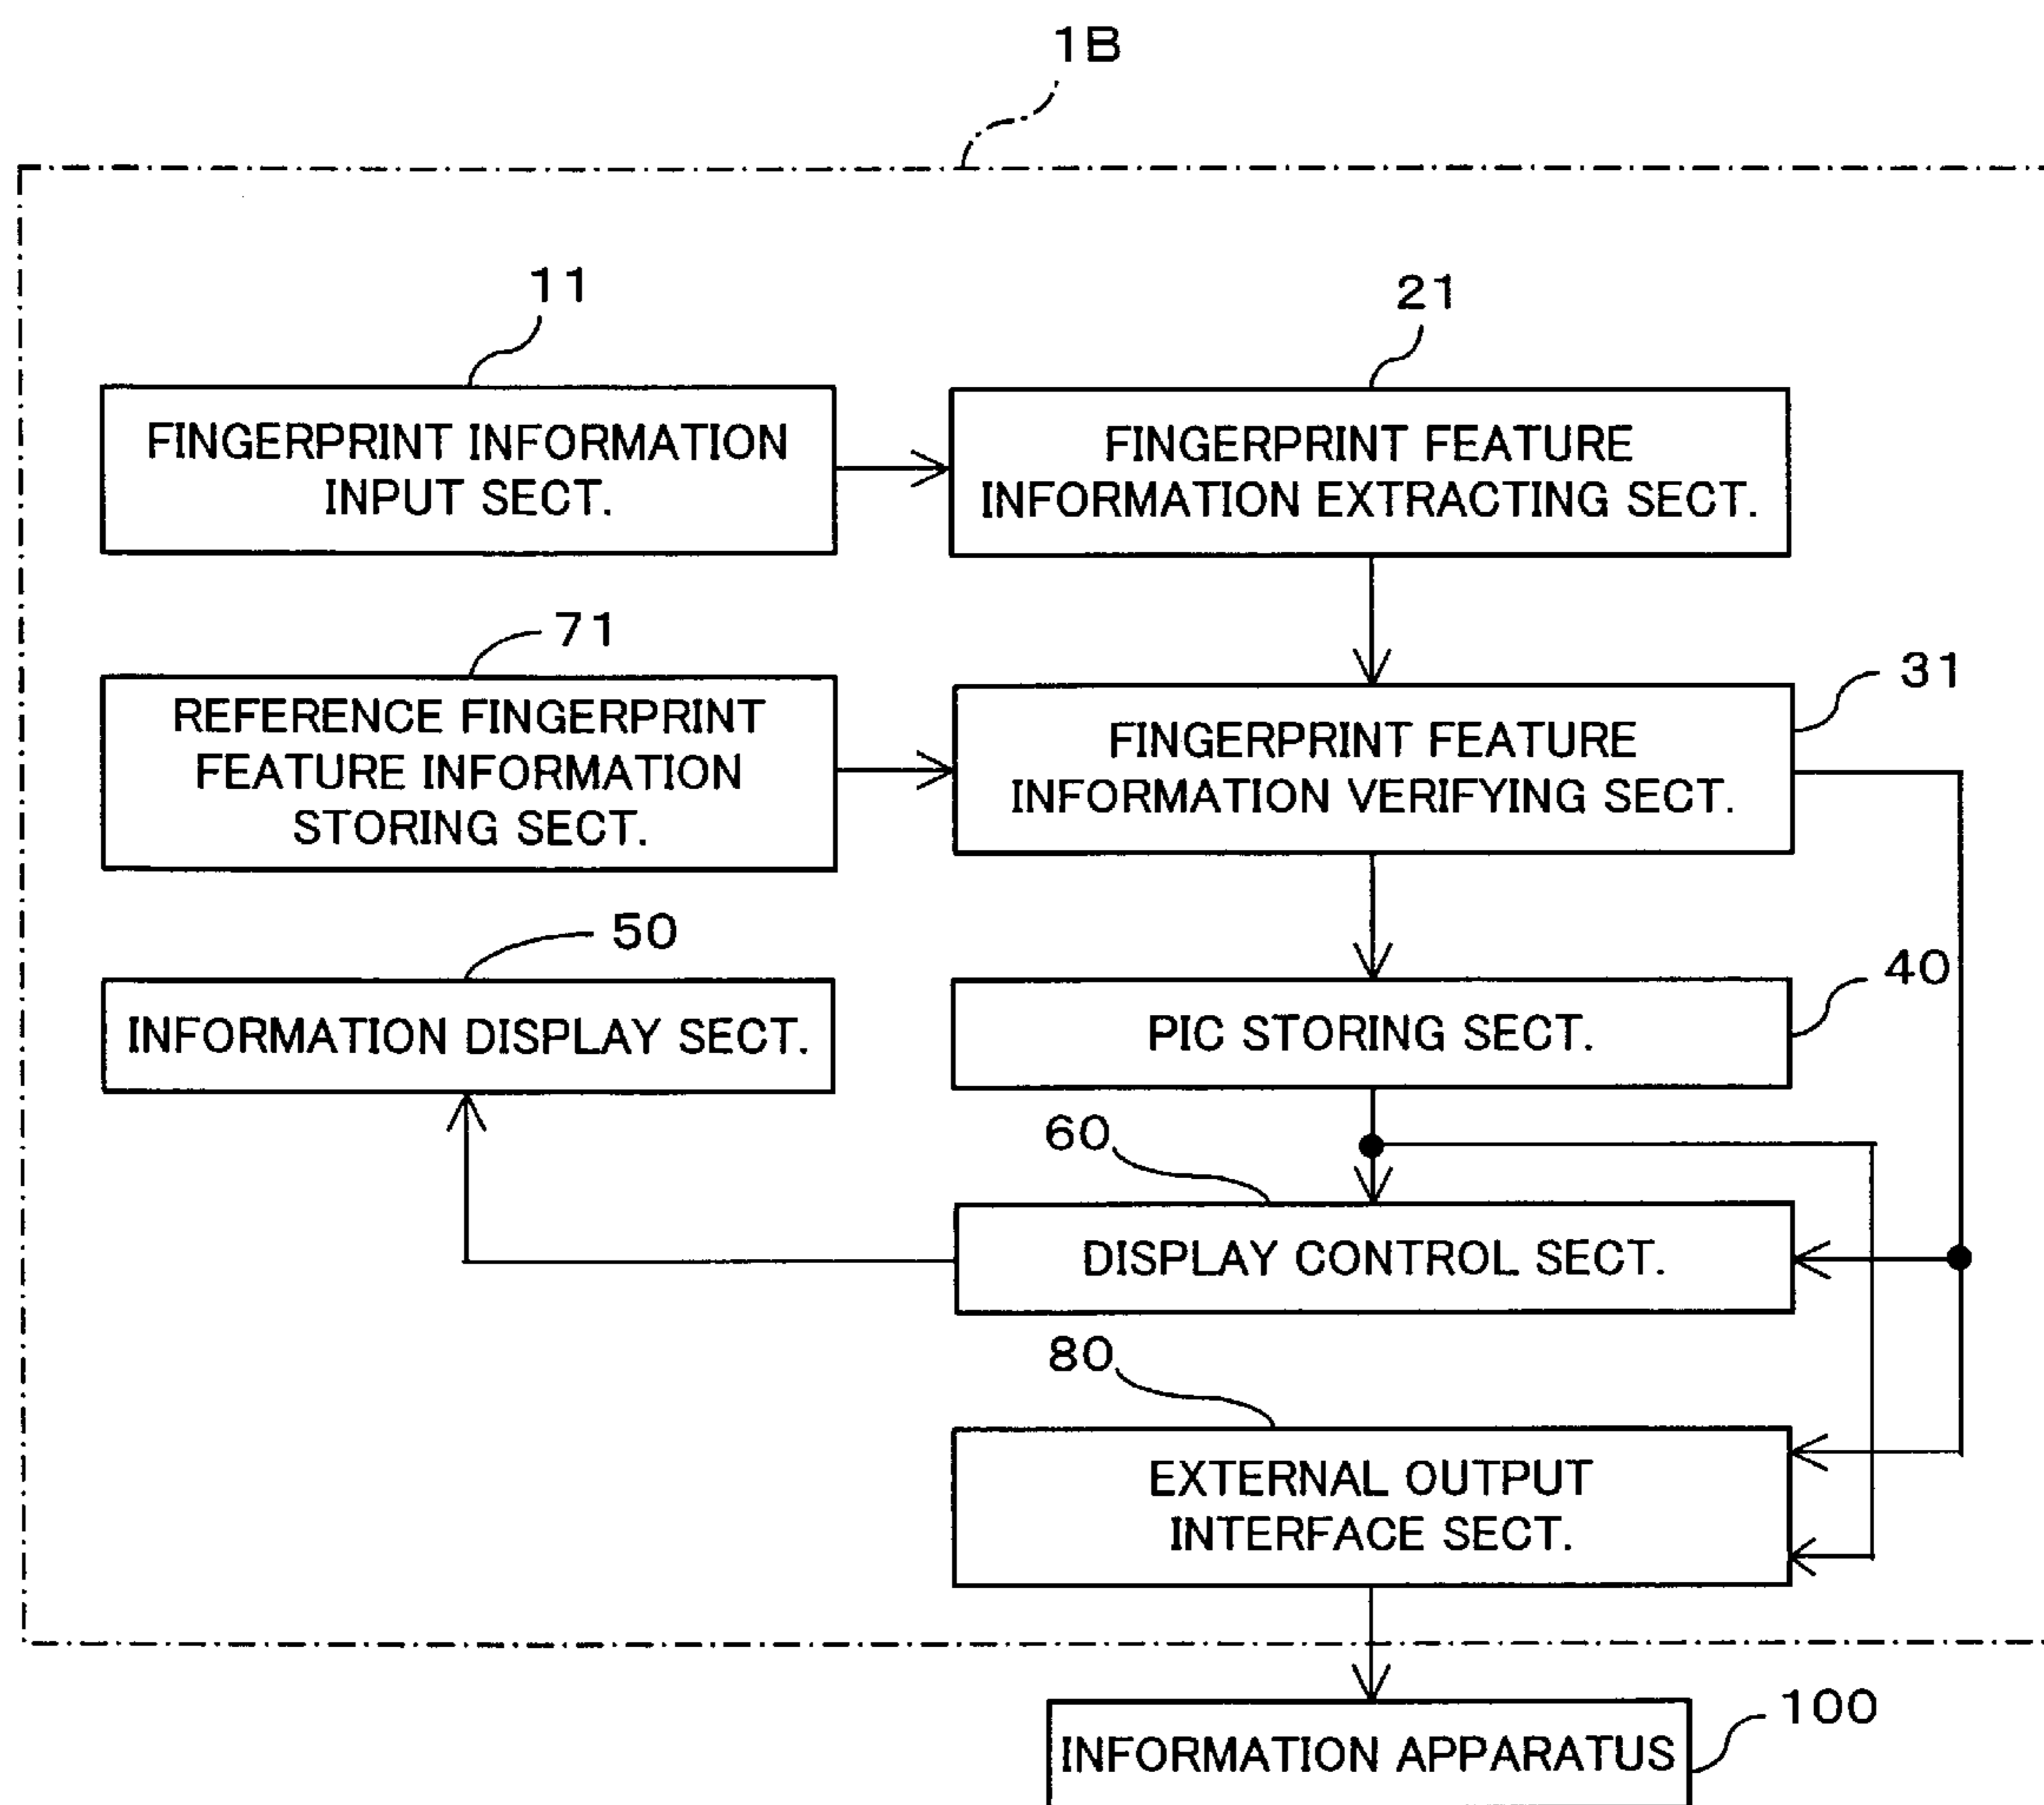 1B
11
21
FINGERPRINT INFORMATION
INPUT SECT.
FINGERPRINT FEATURE
INFORMATION EXTRACTING SECT.
71
31
REFERENCE FINGERPRINT
FEATURE INFORMATION
STORING SECT.
FINGERPRINT FEATURE
INFORMATION VERIFYING SECT.
50
40
INFORMATION DISPLAY SECT.
PIC STORING SECT.
60
DISPLAY CONTROL SECT.
80
EXTERNAL OUTPUT
INTERFACE SECT.
100
INFORMATION APPARATUS